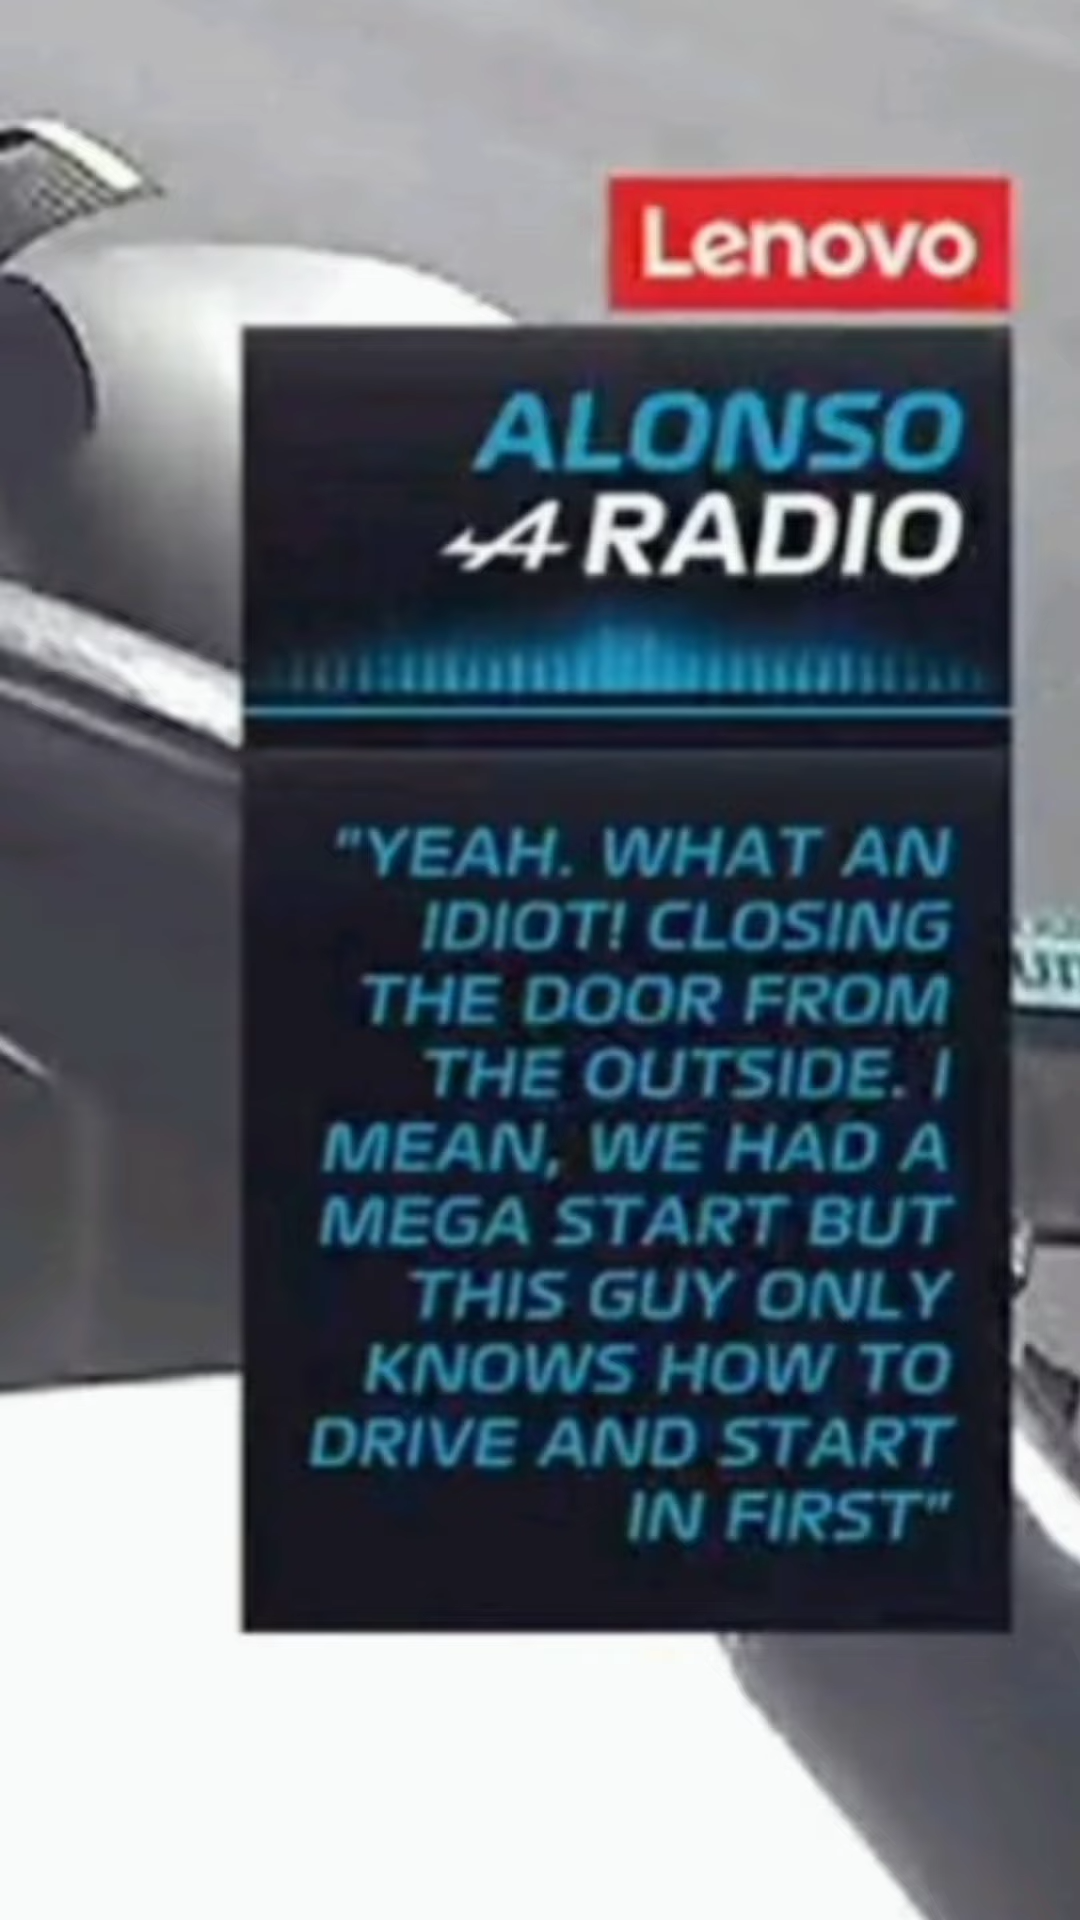 Lenovo
ALONSO
RADIO
"YEAH. WHAT AN
IDIOT! CLOSING
THE DOOR FROM
THE OUTSIDE. I
MEAN, WE HAD A
MEGA START BUT
THIS GUY ONLY
KNOWS HOW TO
DRIVE AND START
IN FIRST"